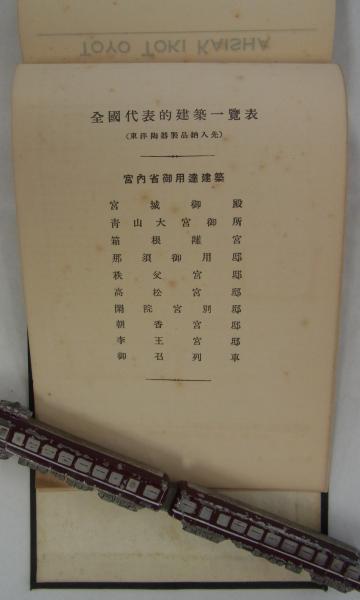 TOYO TOKI KAISHA
全國代表的建築一覽表
(東洋陶器製品納入先)
宮內省御用達建築
宮城御殿
青山大宮御所
箱根離宮
那須御用邸
秩父宮邸
高松宮邸
閑院宮別邸
朝香宮邸
李王宮邸
御召列車